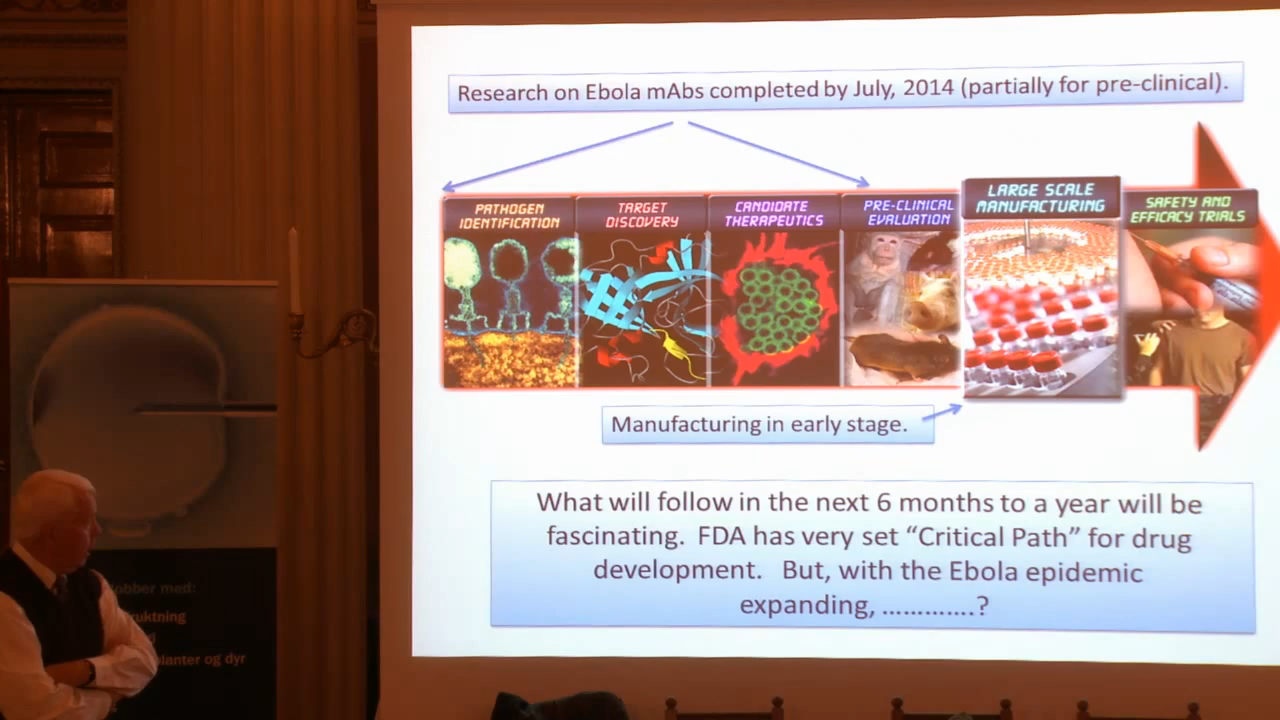 Research on Ebola mAbs completed by July, 2014 (partially for pre-clinical).
PATHOGEN
IDENTIFICATION
TARGET
DISCOVERY
CANDIDATE
THERAPEUTICS
PRE-CLINICAL
EVALUATION
LARGE SCALE
MANUFACTURING
SAFETY AND
EFFICACY TRIALS
Manufacturing in early stage.
What will follow in the next 6 months to a year will be
fascinating. FDA has very set “Critical Path” for drug
development. But, with the Ebola epidemic
expanding, ………….?
obber med:
ruktning
planter og dyr